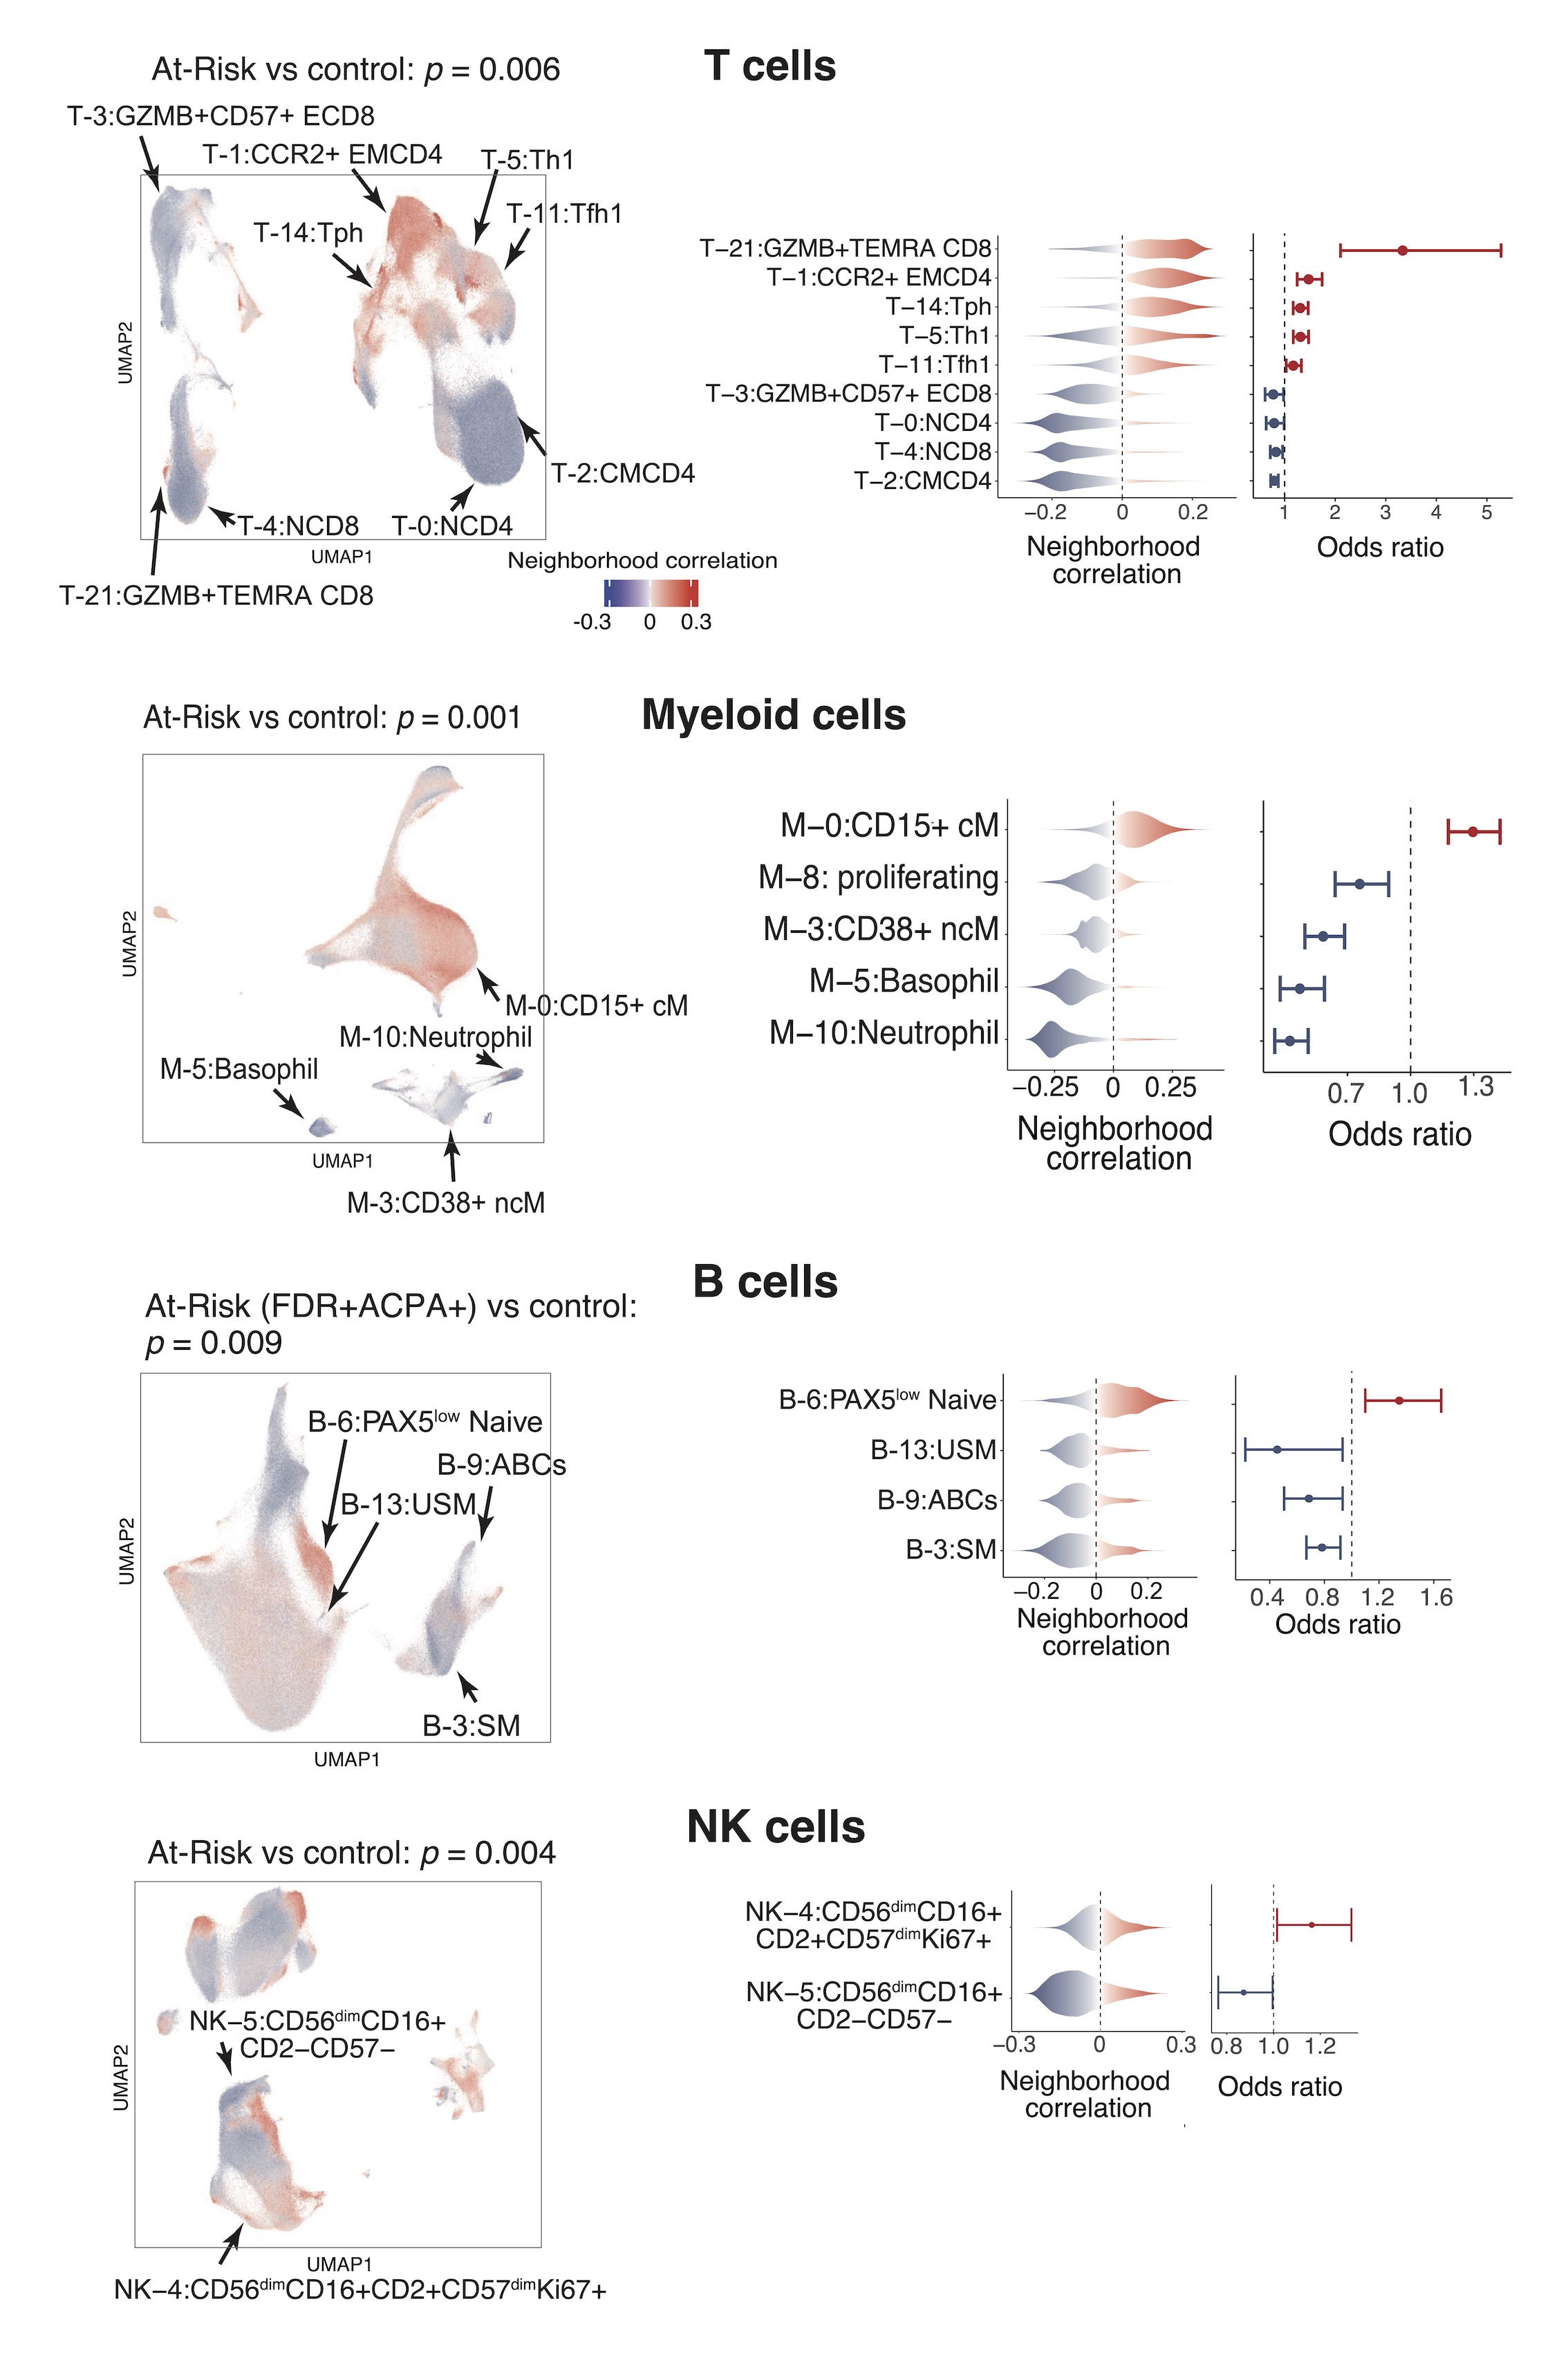 T cells
At-Risk vs control: p = 0.006
T-3:GZMB+CD57+ ECD8
T-1:CCR2+ EMCD4
T-5:Th1
T-11:Tfh1
T-14:Tph
UMAP2
T-2:CMCD4
T-4:NCD8
T-0:NCD4
UMAP1
T-21:GZMB+TEMRA CD8
Neighborhood correlation
-0.3 0 0.3
T−21:GZMB+TEMRA CD8
T−1:CCR2+ EMCD4
T−14:Tph
T−5:Th1
T−11:Tfh1
T−3:GZMB+CD57+ ECD8
T−0:NCD4
T−4:NCD8
T−2:CMCD4
−0.2 0 0.2
Neighborhood
correlation
1 2 3 4 5
Odds ratio
Myeloid cells
At-Risk vs control: p = 0.001
UMAP2
M-0:CD15+ cM
M-10:Neutrophil
M-5:Basophil
UMAP1
M-3:CD38+ ncM
M−0:CD15+ cM
M−8: proliferating
M−3:CD38+ ncM
M−5:Basophil
M−10:Neutrophil
−0.25 0 0.25
Neighborhood
correlation
0.7 1.0 1.3
Odds ratio
B cells
At-Risk (FDR+ACPA+) vs control:
p = 0.009
B-6:PAX5low Naive
B-9:ABCs
B-13:USM
UMAP2
B-3:SM
UMAP1
B-6:PAX5low Naive
B-13:USM
B-9:ABCs
B-3:SM
−0.2 0 0.2
Neighborhood
correlation
0.4 0.8 1.2 1.6
Odds ratio
NK cells
At-Risk vs control: p = 0.004
NK−5:CD56dimCD16+
CD2−CD57−
UMAP2
UMAP1
NK−4:CD56dimCD16+CD2+CD57dimKi67+
NK−4:CD56dimCD16+
CD2+CD57dimKi67+
NK−5:CD56dimCD16+
CD2−CD57−
−0.3 0 0.3
Neighborhood
correlation
0.8 1.0 1.2
Odds ratio